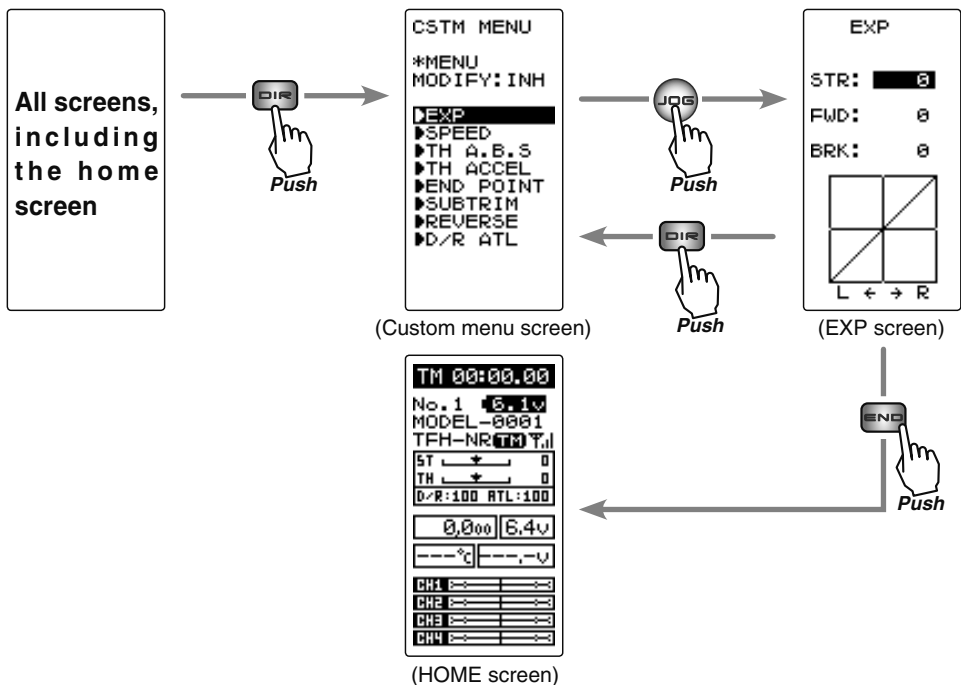 All screens,
including
the home
screen
DIR
Push
CSTM MENU
*MENU
MODIFY:INH
▶EXP
▶SPEED
▶TH A.B.S
▶TH ACCEL
▶END POINT
▶SUBTRIM
▶REVERSE
▶D/R ATL
(Custom menu screen)
JOG
Push
DIR
Push
EXP
STR: 0
FWD: 0
BRK: 0
L ← → R
(EXP screen)
END
Push
TM 00:00.00
No.1 6.1v
MODEL-0001
TFH-NR TM
ST 0
TH 0
D/R:100 ATL:100
0,000 6.4v
---°C ---.-v
CH1
CH2
CH3
CH4
(HOME screen)